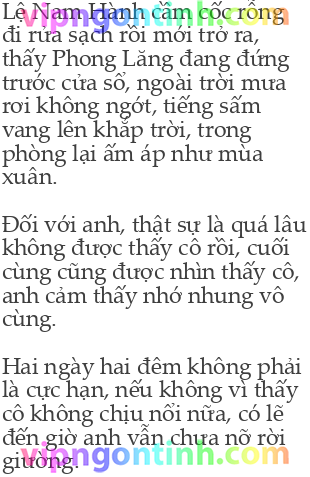 Lệ Nam Hành cầm cốc rỗng
đi rửa sạch rồi mới trở ra,
thấy Phong Lăng đang đứng
trước cửa sổ, ngoài trời mưa
rơi không ngớt, tiếng sấm
vang lên khắp trời, trong
phòng lại ấm áp như mùa
xuân.
Đối với anh, thật sự là quá lâu
không được thấy cô rồi, cuối
cùng cũng được nhìn thấy cô,
anh cảm thấy nhớ nhung vô
cùng.
Hai ngày hai đêm không phải
là cực hạn, nếu không vì thấy
cô không chịu nổi nữa, có lẽ
đến giờ anh vẫn chưa nỡ rời
giường.
vipngontinh.com
vipngontinh.com